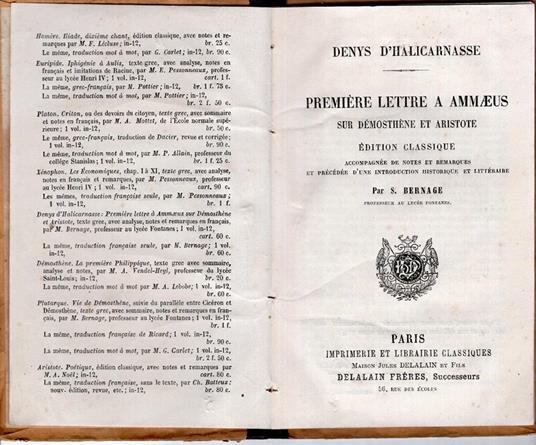 Homère. Iliade, dixième chant, édition classique, avec notes et re-
marques par M. F. Lécluse; in-12, br. 25 c.
Le même, traduction mot à mot, par G. Carlet; in-12, br. 90 c.
Euripide. Iphigénie à Aulis, texte grec, avec analyse, notes en
français et imitations de Racine, par M. E. Pessonneaux, profes-
seur au lycée Henri IV; 1 vol. in-12, cart. 1 f.
La même, grec-français, par M. Pottier; in-12, br. 1 f. 75 c.
La même, traduction mot à mot, par M. Pottier; in-12,
br. 2 f. 50 c.
Platon. Criton, ou des devoirs du citoyen, texte grec, avec sommaire
et notes en français, par M. A. Mottet, de l'École normale supé-
rieure; 1 vol. in-12, br. 50 c.
Le même, grec-français, traduction de Dacier, revue et corrigée;
1 vol. in-12, br. 90 c.
Le même, traduction mot à mot, par M. P. Allain, professeur du
collége Stanislas; 1 vol. in-12, br. 1 f. 25 c.
Xénophon. Les Économiques, chap. 1 à XI, texte grec, avec analyse,
notes en français et remarques, par M. Pessonneaux, professeur
au lycée Henri IV; 1 vol. in-12, cart. 90 c.
Les mêmes, traduction française seule, par M. Pessonneaux;
1 vol. in-12, br. 1 f.
Denys d'Halicarnasse: Première lettre à Ammæus sur Démosthène
et Aristote, texte grec, avec analyse, notes et remarques en français,
par M. Bernage, professeur au lycée Fontanes; 1 vol. in-12,
cart. 60 c.
La même, traduction française seule, par N. Bernage; 1 vol.
in-12, br. 60 c.
Démosthène. La première Philippique, texte grec avec sommaire,
analyse et notes, par M. A. Vendel-Heyl, professeur du lycée
Saint-Louis; in-12, br. 20 c.
La même, traduction mot à mot par M. A. Lebobe; 1 vol. in-12,
br. 60 c.
Plutarque. Vie de Démosthène, suivie du parallèle entre Cicéron et
Démosthène, texte grec, avec sommaires, notes et remarques en fran-
çais, par M. Bernage, professeur au lycée Fontanes; 1 vol. in-12,
br. 1 f.
La même, traduction française de Ricard; 1 vol. in-12,
br. 90 c.
La même, traduction mot à mot, par M. G. Carlet; 1 vol. in-12,
br. 2 f. 50 c.
Aristote. Poétique, édition classique, avec notes et remarques par
M. A. Noël; in-12, cart. 80 c.
La même, traduction française, sans le texte, par Ch. Batteux:
nouv. édition, revue, etc.; in-12, br. 80 c.
DENYS D'HALICARNASSE
PREMIÈRE LETTRE A AMMÆUS
SUR DÉMOSTHÈNE ET ARISTOTE
ÉDITION CLASSIQUE
ACCOMPAGNÉE DE NOTES ET REMARQUES
ET PRÉCÉDÉE D'UNE INTRODUCTION HISTORIQUE ET LITTÉRAIRE
Par S. BERNAGE
PROFESSEUR AU LYCÉE FONTANES.
PARIS
IMPRIMERIE ET LIBRAIRIE CLASSIQUES
MAISON JULES DELALAIN ET FILS
DELALAIN FRÈRES, Successeurs
56, RUE DES ÉCOLES